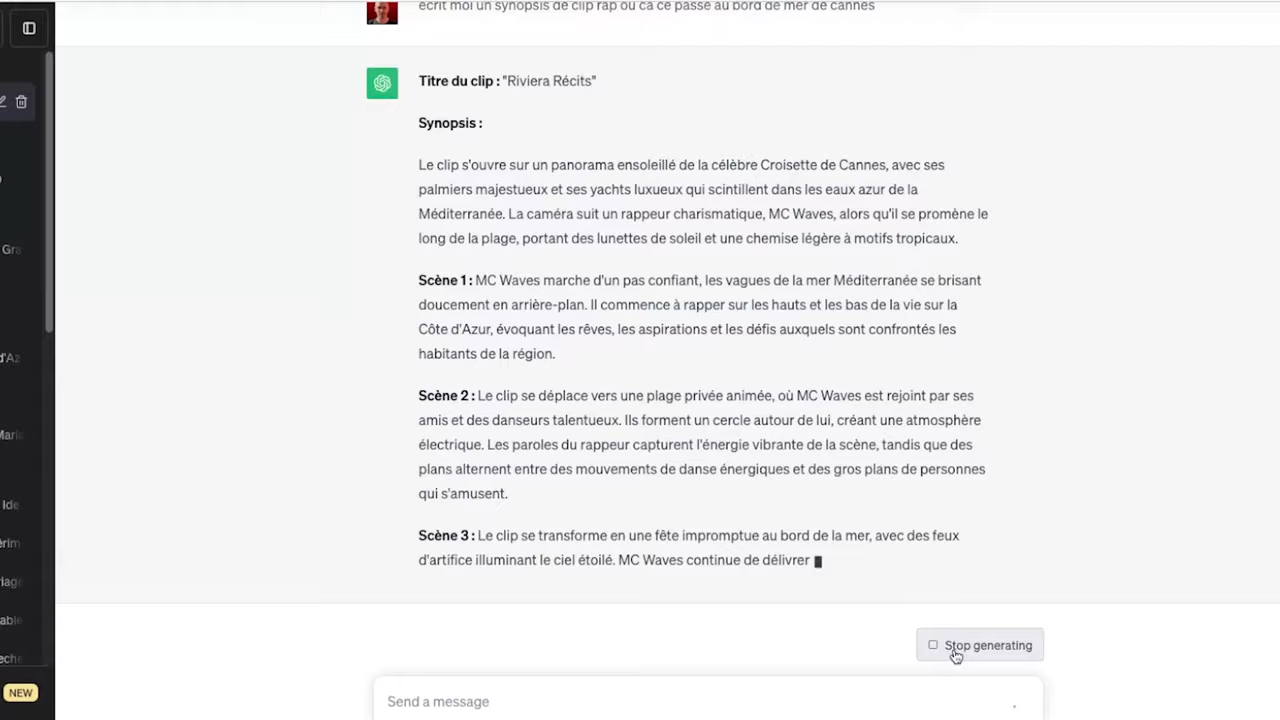 écrit moi un synopsis de clip rap ou ca ce passe au bord de mer de cannes
Titre du clip : "Riviera Récits"
Synopsis :
Le clip s'ouvre sur un panorama ensoleillé de la célèbre Croisette de Cannes, avec ses
palmiers majestueux et ses yachts luxueux qui scintillent dans les eaux azur de la
Méditerranée. La caméra suit un rappeur charismatique, MC Waves, alors qu'il se promène le
long de la plage, portant des lunettes de soleil et une chemise légère à motifs tropicaux.
Scène 1 : MC Waves marche d'un pas confiant, les vagues de la mer Méditerranée se brisant
doucement en arrière-plan. Il commence à rapper sur les hauts et les bas de la vie sur la
Côte d'Azur, évoquant les rêves, les aspirations et les défis auxquels sont confrontés les
habitants de la région.
Scène 2 : Le clip se déplace vers une plage privée animée, où MC Waves est rejoint par ses
amis et des danseurs talentueux. Ils forment un cercle autour de lui, créant une atmosphère
électrique. Les paroles du rappeur capturent l'énergie vibrante de la scène, tandis que des
plans alternent entre des mouvements de danse énergiques et des gros plans de personnes
qui s'amusent.
Scène 3 : Le clip se transforme en une fête impromptue au bord de la mer, avec des feux
d'artifice illuminant le ciel étoilé. MC Waves continue de délivrer
Stop generating
Send a message
Gra
d'Az
Maria
Ide
érim
iage
able
eche
NEW